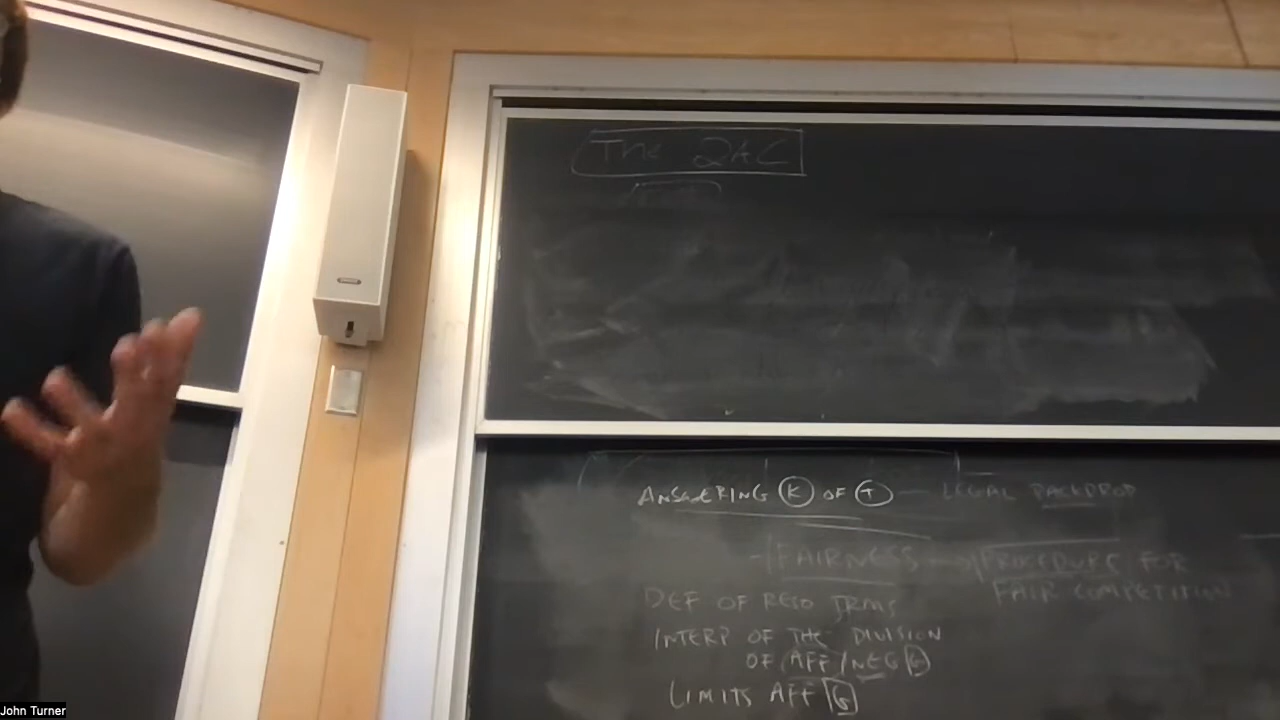 The 2AC
ANSWERING K OF T — LEGAL BACKDROP
FAIRNESS → PROCEDURE FOR
FAIR COMPETITION
DEF OF RESO TRMS
INTERP OF THE DIVISION
OF AFF/NEG G
LIMITS AFF G
John Turner